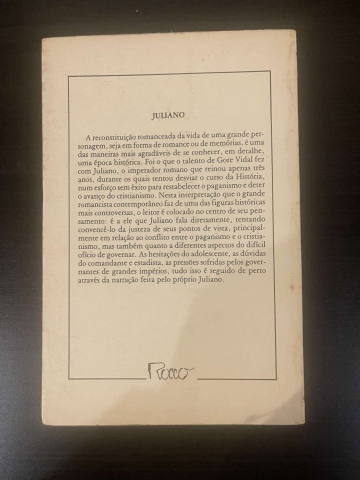 JULIANO
A reconstituição romanceada da vida de uma grande per-
sonagem, seja em forma de romance ou de memórias, é uma
das maneiras mais agradáveis de se conhecer, em detalhe,
uma época histórica. Foi o que o talento de Gore Vidal fez
com Juliano, o imperador romano que reinou apenas três
anos, durante os quais tentou desviar o curso da História,
num esforço sem êxito para restabelecer o paganismo e deter
o avanço do cristianismo. Nesta interpretação que o grande
romancista contemporâneo faz de uma das figuras históricas
mais controversas, o leitor é colocado no centro de seu pen-
samento: é a ele que Juliano fala diretamente, tentando
convencê-lo da justeza de seus pontos de vista, principal-
mente em relação ao conflito entre o paganismo e o cristia-
nismo, mas também quanto a diferentes aspectos do difícil
ofício de governar. As hesitações do adolescente, as dúvidas
do comandante e estadista, as pressões sofridas pelos gover-
nantes de grandes impérios, tudo isso é seguido de perto
através da narração feita pelo próprio Juliano.
Rocco